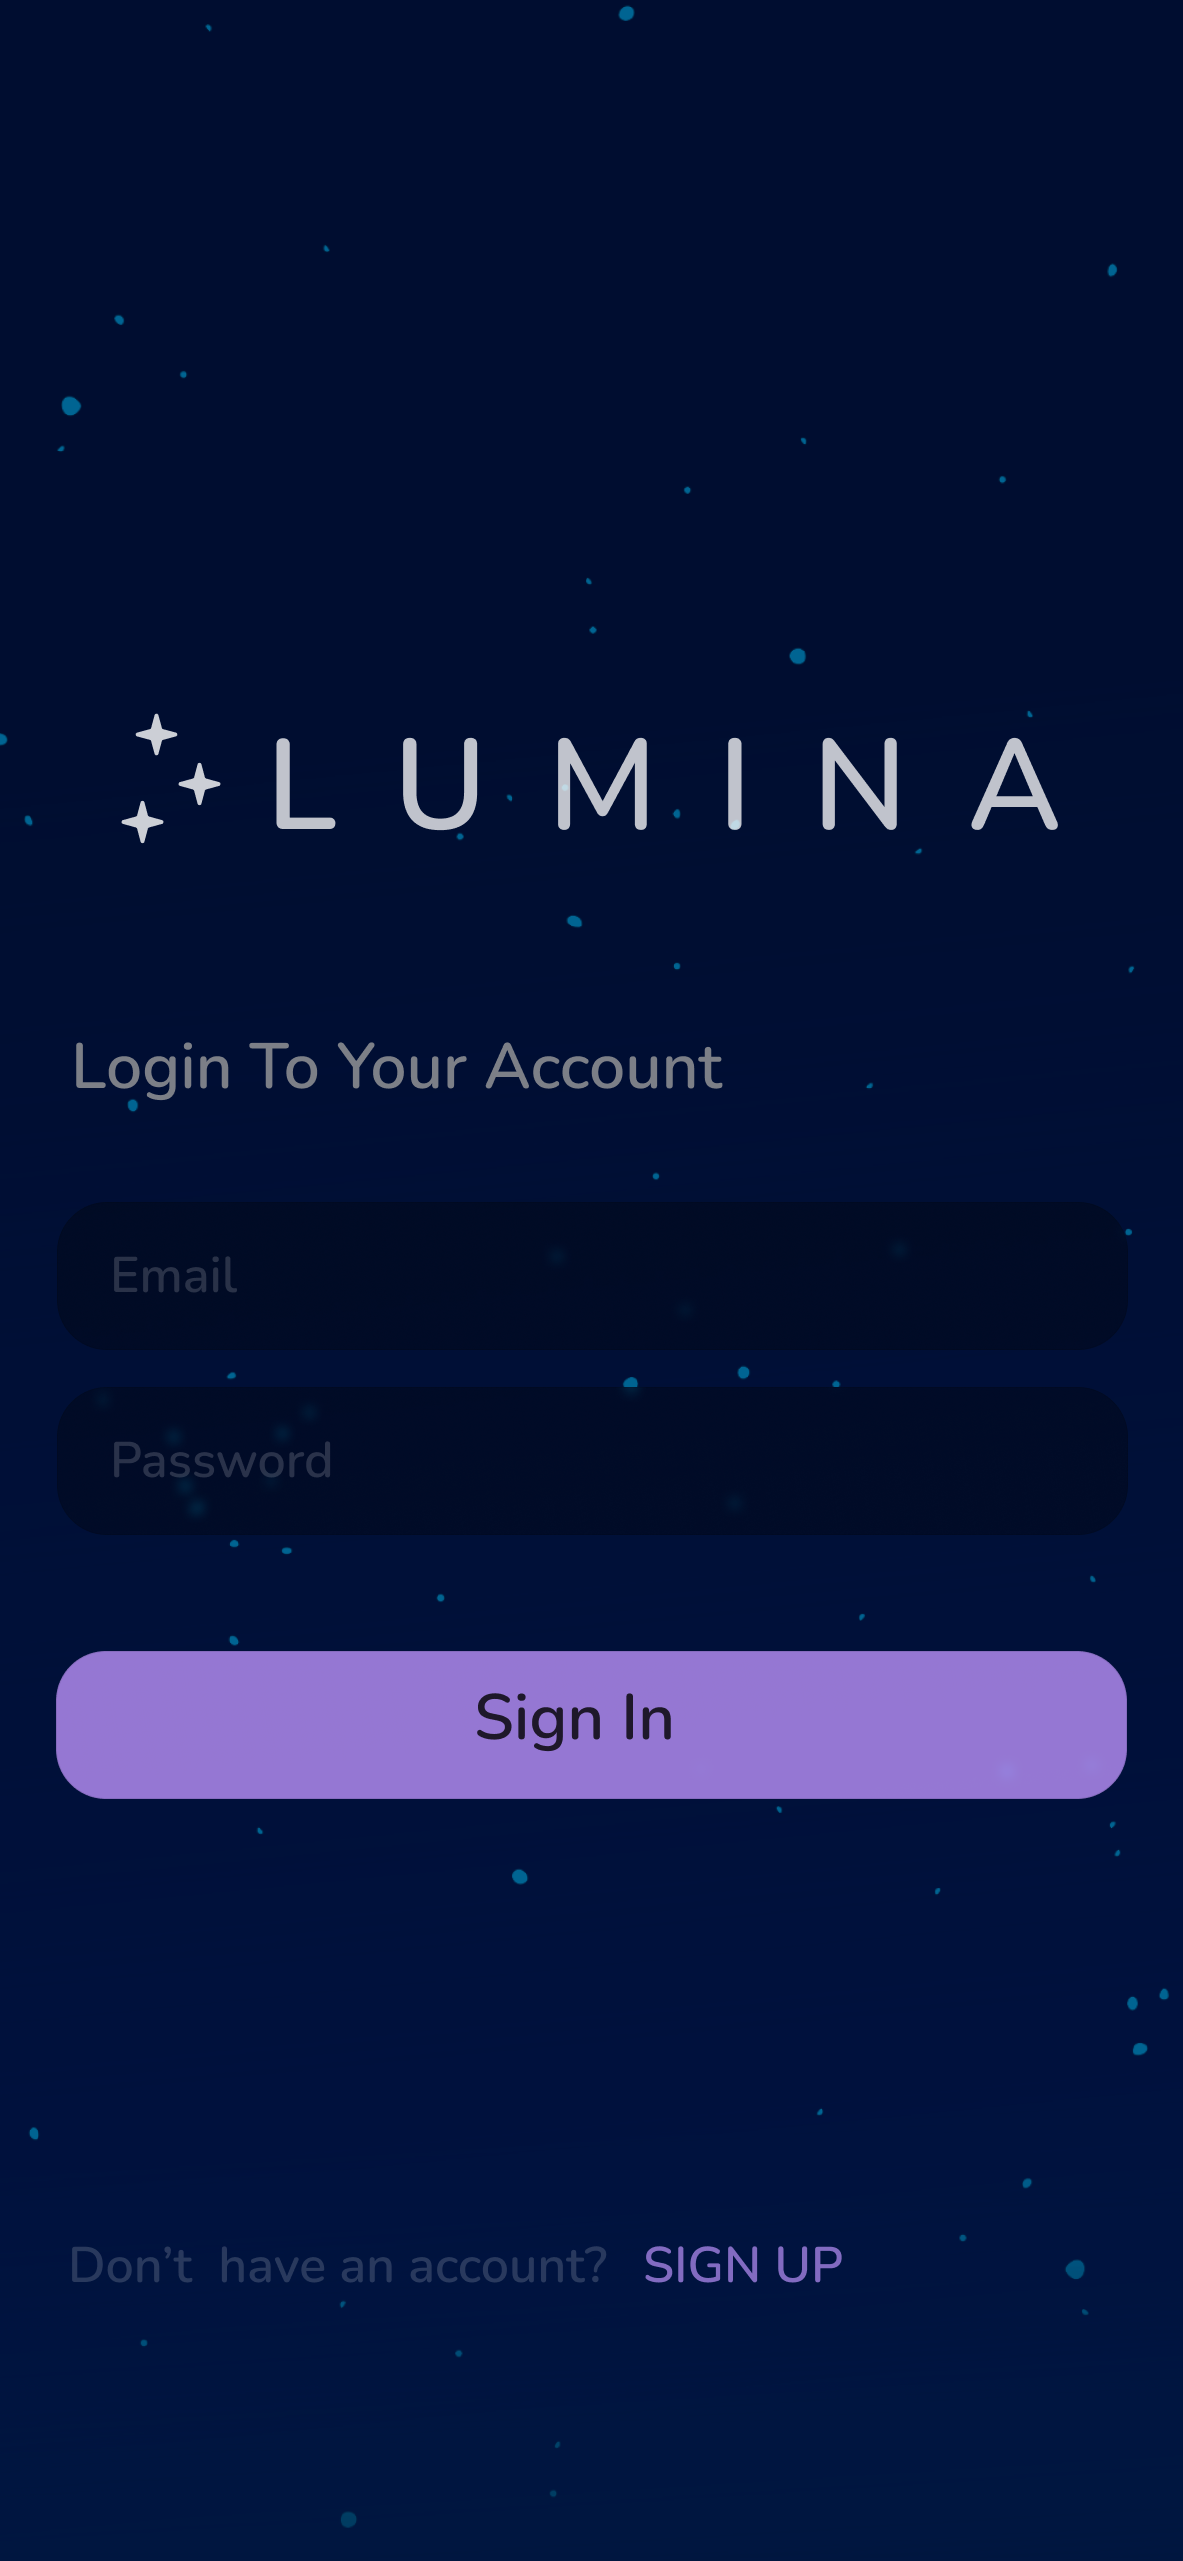 LUMINA
Login To Your Account
Email
Password
Sign In
Don’t have an account? SIGN UP